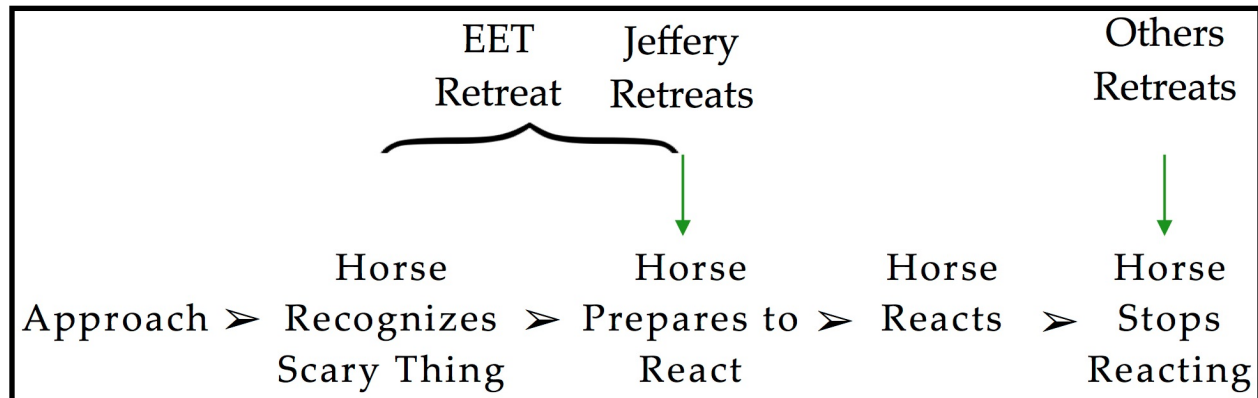 EET
Retreat
Jeffery
Retreats
Others
Retreats
Approach ➢
Horse
Recognizes
Scary Thing
➢
Horse
Prepares to
React
➢
Horse
Reacts
➢
Horse
Stops
Reacting